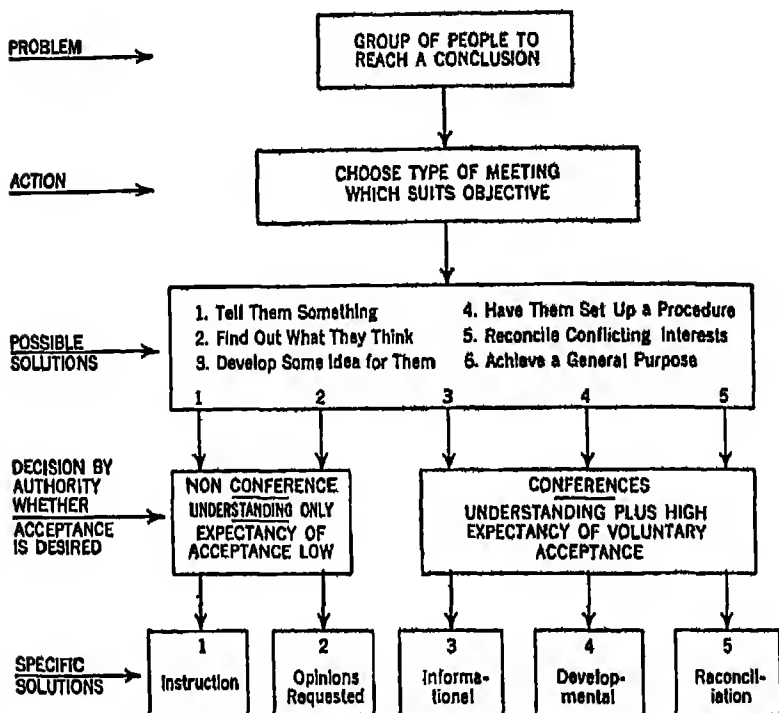 PROBLEM
GROUP OF PEOPLE TO
REACH A CONCLUSION
ACTION
CHOOSE TYPE OF MEETING
WHICH SUITS OBJECTIVE
POSSIBLE
SOLUTIONS
1. Tell Them Something
2. Find Out What They Think
3. Develop Some Idea for Them
4. Have Them Set Up a Procedure
5. Reconcile Conflicting Interests
6. Achieve a General Purpose
1 2 3 4 5
DECISION BY
AUTHORITY
WHETHER
ACCEPTANCE
IS DESIRED
NON CONFERENCE
UNDERSTANDING ONLY
EXPECTANCY OF
ACCEPTANCE LOW
CONFERENCES
UNDERSTANDING PLUS HIGH
EXPECTANCY OF VOLUNTARY
ACCEPTANCE
SPECIFIC
SOLUTIONS
1
Instruction
2
Opinions
Requested
3
Informa-
tional
4
Develop-
mental
5
Reconcil-
iation